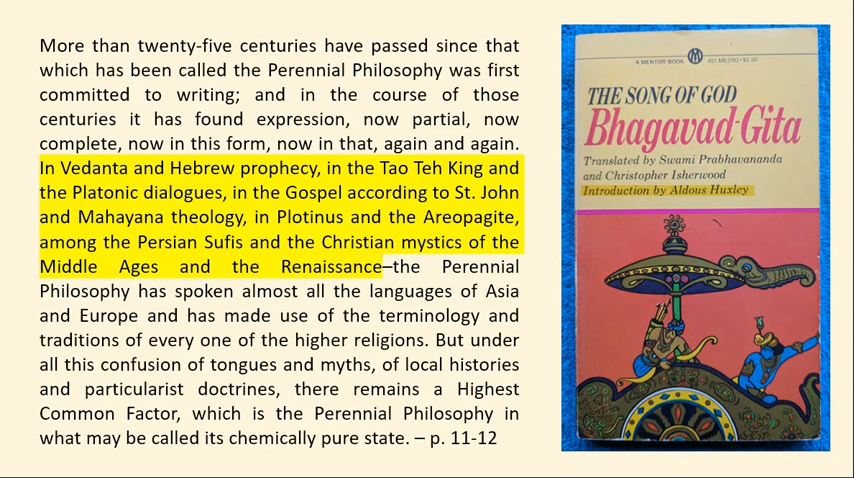 More than twenty-five centuries have passed since that
which has been called the Perennial Philosophy was first
committed to writing; and in the course of those
centuries it has found expression, now partial, now
complete, now in this form, now in that, again and again.
In Vedanta and Hebrew prophecy, in the Tao Teh King and
the Platonic dialogues, in the Gospel according to St. John
and Mahayana theology, in Plotinus and the Areopagite,
among the Persian Sufis and the Christian mystics of the
Middle Ages and the Renaissance–the Perennial
Philosophy has spoken almost all the languages of Asia
and Europe and has made use of the terminology and
traditions of every one of the higher religions. But under
all this confusion of tongues and myths, of local histories
and particularist doctrines, there remains a Highest
Common Factor, which is the Perennial Philosophy in
what may be called its chemically pure state. – p. 11-12
A MENTOR BOOK
THE SONG OF GOD
Bhagavad-Gita
Translated by Swami Prabhavananda
and Christopher Isherwood
Introduction by Aldous Huxley